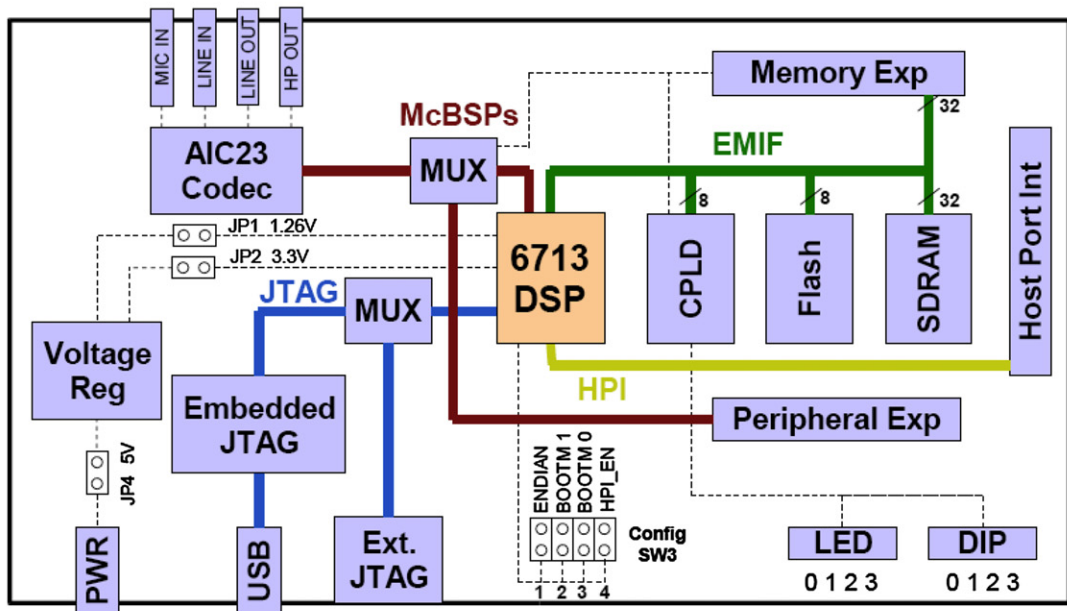 MIC IN
LINE IN
LINE OUT
HP OUT
AIC23
Codec
McBSPs
MUX
EMIF
Memory Exp
32
8
8
32
Host Port Int
JP1 1.26V
JP2 3.3V
6713
DSP
CPLD
Flash
SDRAM
JTAG
MUX
Voltage
Reg
HPI
Embedded
JTAG
Peripheral Exp
JP4 5V
ENDIAN
BOOTM 1
BOOTM 0
HPI_EN
Config
SW3
1 2 3 4
PWR
USB
Ext.
JTAG
LED
0 1 2 3
DIP
0 1 2 3